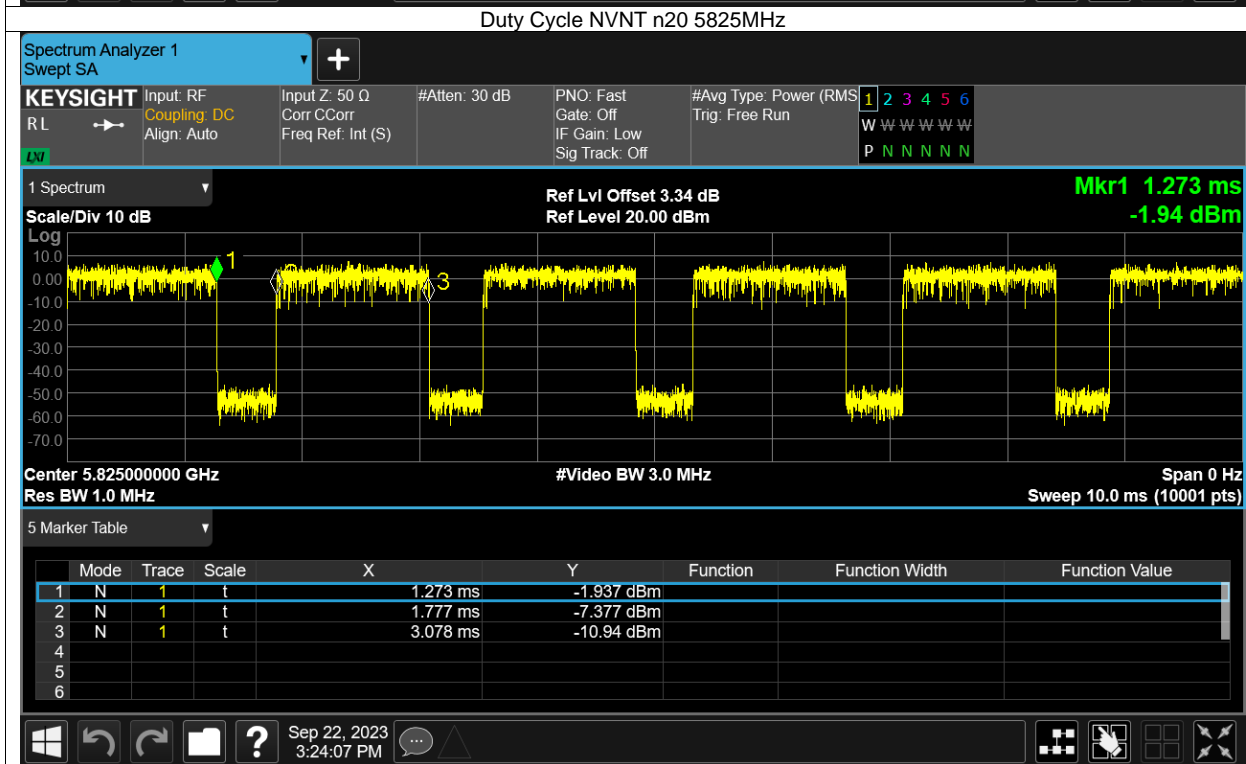 Duty Cycle NVNT n20 5825MHz
Spectrum Analyzer 1
Swept SA
KEYSIGHT Input: RF Input Z: 50 Ω #Atten: 30 dB PNO: Fast #Avg Type: Power (RMS 1 2 3 4 5 6
RL Coupling: DC Corr CCorr Gate: Off Trig: Free Run W W W W W W
Align: Auto Freq Ref: Int (S) IF Gain: Low
LXI Sig Track: Off P N N N N N
1 Spectrum Ref Lvl Offset 3.34 dB Mkr1 1.273 ms
Scale/Div 10 dB Ref Level 20.00 dBm -1.94 dBm
Log
10.0 1
0.00 2 3
-10.0
-20.0
-30.0
-40.0
-50.0
-60.0
-70.0
Center 5.825000000 GHz #Video BW 3.0 MHz Span 0 Hz
Res BW 1.0 MHz Sweep 10.0 ms (10001 pts)
5 Marker Table
Mode Trace Scale X Y Function Function Width Function Value
1 N 1 t 1.273 ms -1.937 dBm
2 N 1 t 1.777 ms -7.377 dBm
3 N 1 t 3.078 ms -10.94 dBm
4
5
6
? Sep 22, 2023
3:24:07 PM